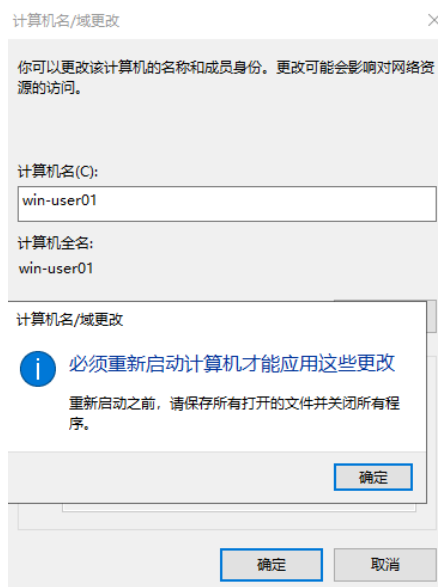 计算机名/域更改
你可以更改该计算机的名称和成员身份。更改可能会影响对网络资
源的访问。
计算机名(C):
win-user01
计算机全名:
win-user01
计算机名/域更改
必须重新启动计算机才能应用这些更改
重新启动之前，请保存所有打开的文件并关闭所有程
序。
确定
确定
取消